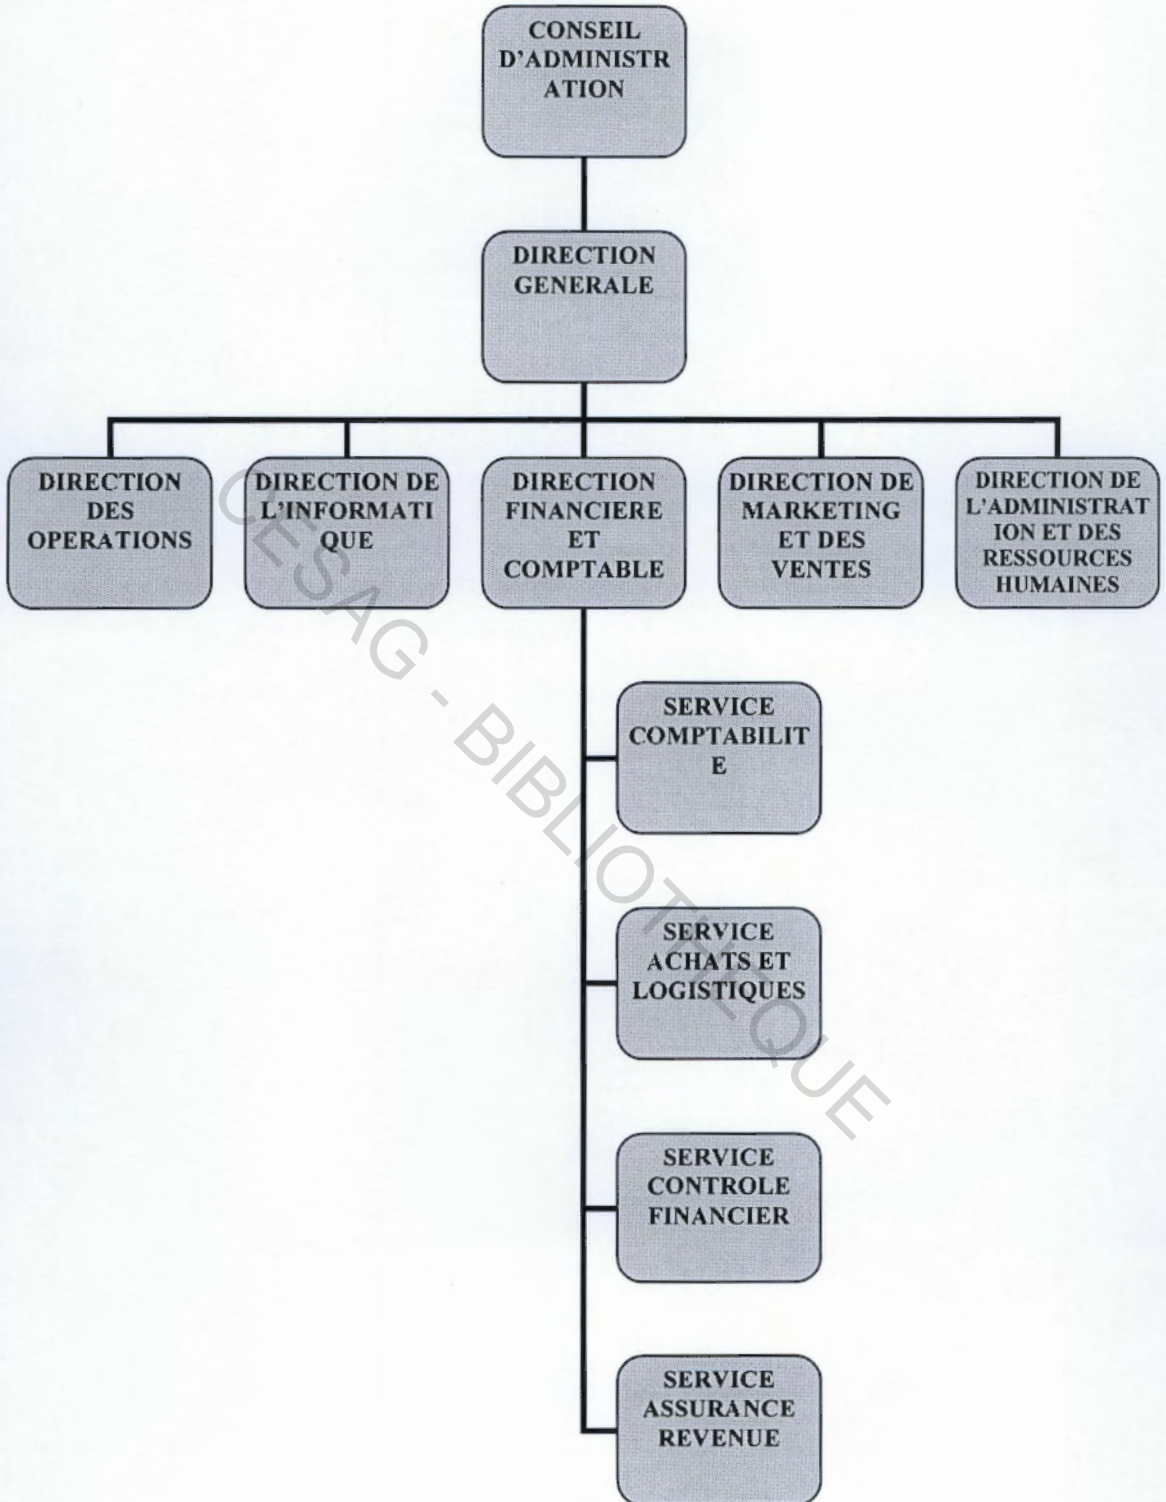 CONSEIL
D'ADMINISTR
ATION
DIRECTION
GENERALE
DIRECTION
DES
OPERATIONS
DIRECTION DE
L'INFORMATI
QUE
DIRECTION
FINANCIERE
ET
COMPTABLE
DIRECTION DE
MARKETING
ET DES
VENTES
DIRECTION DE
L'ADMINISTRAT
ION ET DES
RESSOURCES
HUMAINES
SERVICE
COMPTABILIT
E
SERVICE
ACHATS ET
LOGISTIQUES
SERVICE
CONTROLE
FINANCIER
SERVICE
ASSURANCE
REVENUE
CESAG - BIBLIOTHEQUE